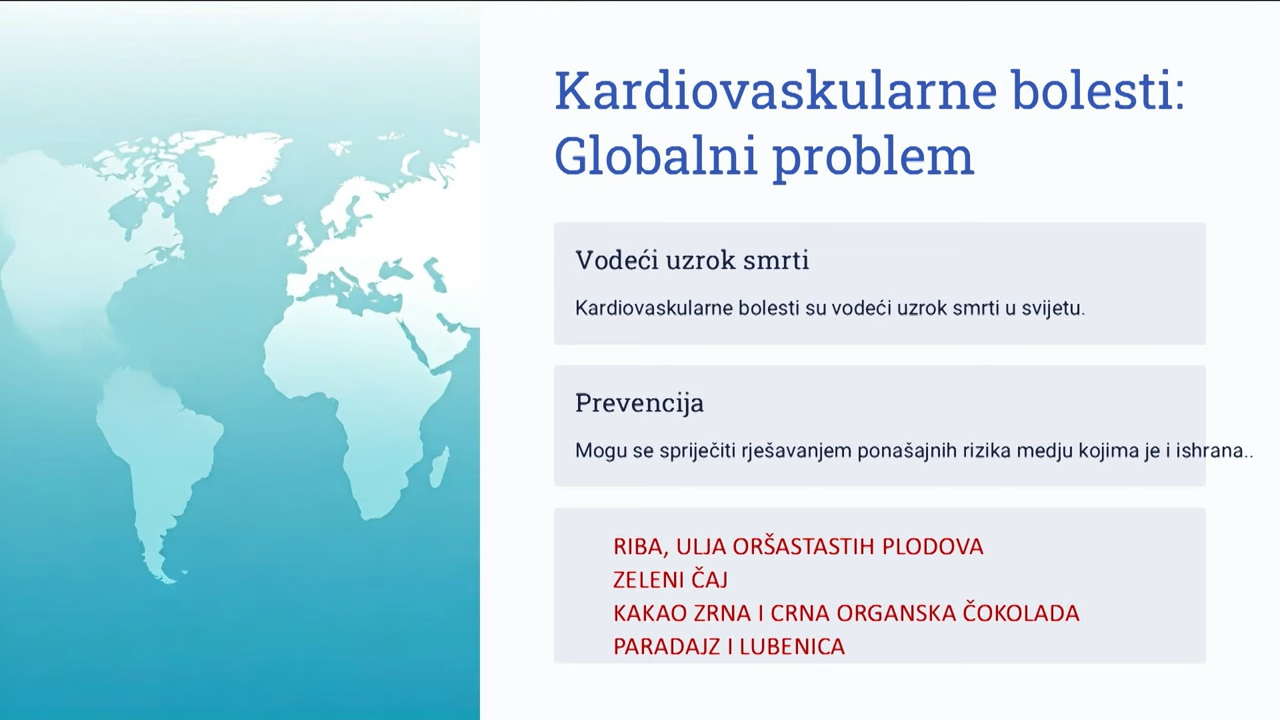 Kardiovaskularne bolesti:
Globalni problem
Vodeći uzrok smrti
Kardiovaskularne bolesti su vodeći uzrok smrti u svijetu.
Prevencija
Mogu se spriječiti rješavanjem ponašajnih rizika medju kojima je i ishrana..
RIBA, ULJA ORŠASTASTIH PLODOVA
ZELENI ČAJ
KAKAO ZRNA I CRNA ORGANSKA ČOKOLADA
PARADAJZ I LUBENICA